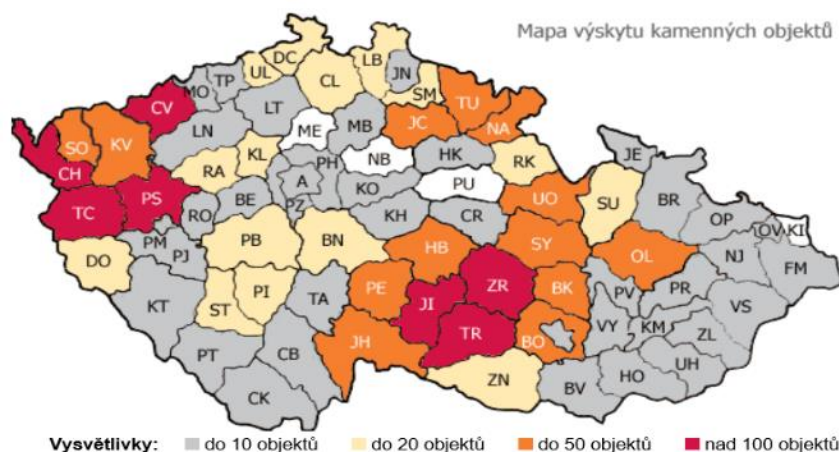 Mapa výskytu kamenných objektů
DC
LB
UL
JN
TP
CL
MO
SM
TU
CV
LT
JC
NA
LN
ME
MB
SO
KV
KL
NB
HK
JE
CH
RA
PH
RK
A
KO
PU
BR
TC
PS
BE
PZ
UO
SU
OP
RO
KH
CR
OV
KI
PM
PB
BN
HB
SY
OL
NJ
FM
DO
PJ
ZR
PR
PE
BK
PV
VS
KT
ST
PI
TA
JI
VY
KM
ZL
JH
TR
BO
PT
CB
UH
ZN
HO
CK
BV
Vysvětlivky: do 10 objektů do 20 objektů do 50 objektů nad 100 objektů